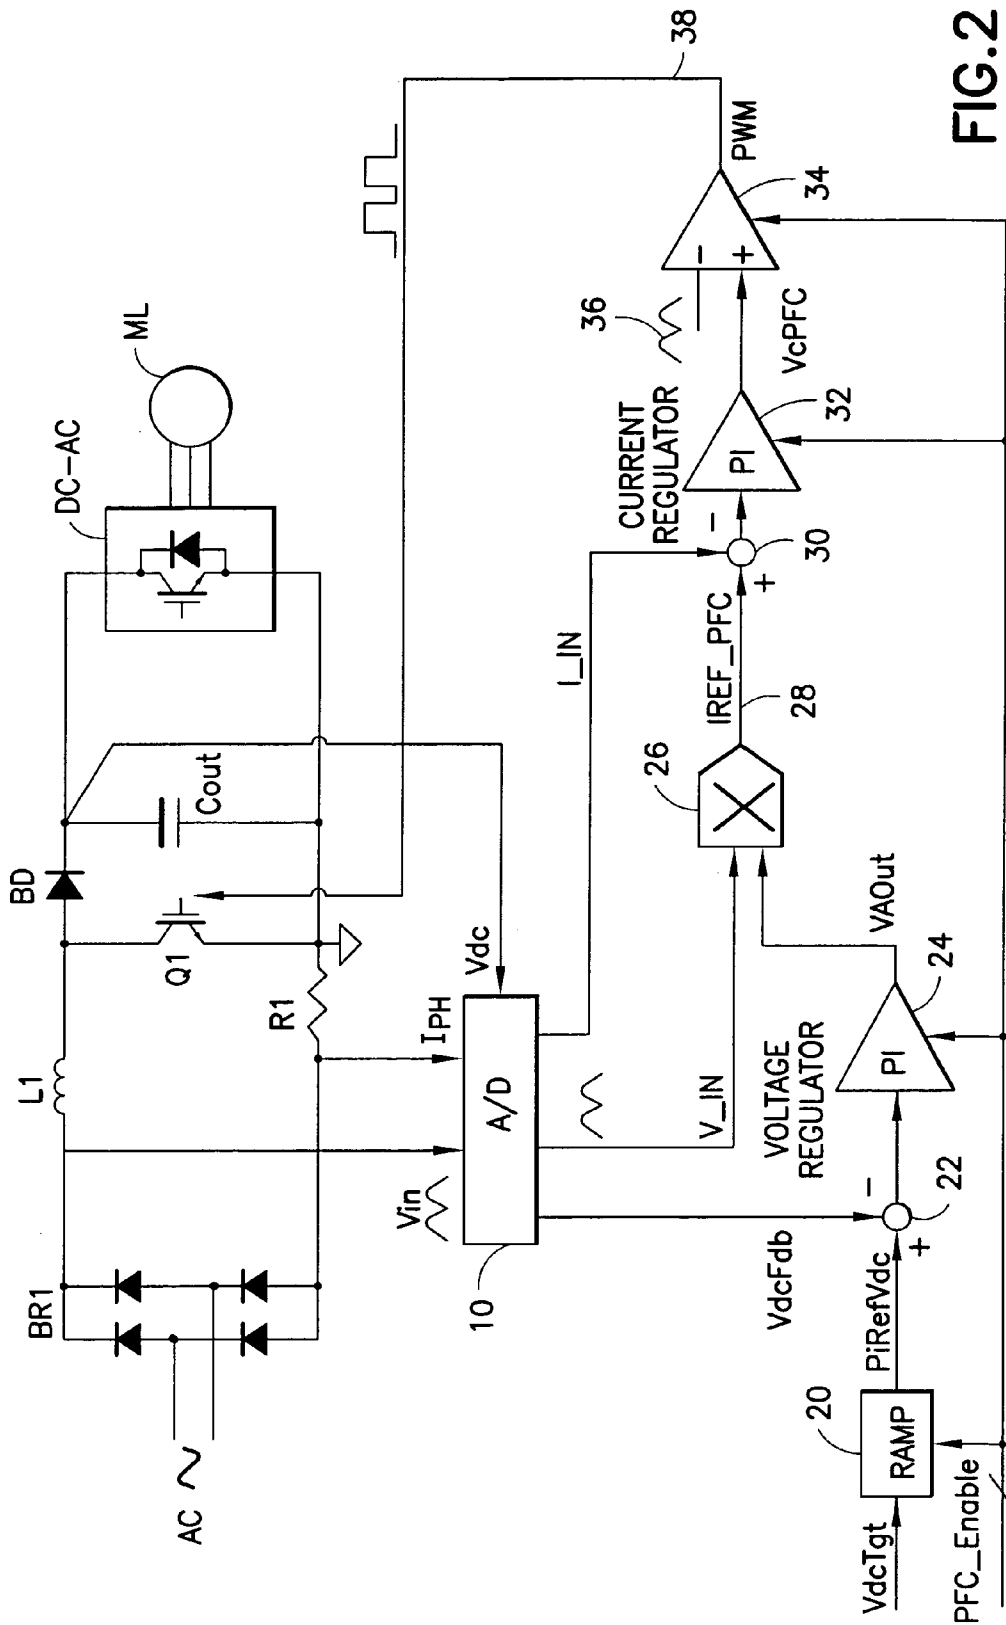 AC
BR1
L1
BD
Q1
Cout
R1
DC-AC
ML
Vin
IPH
Vdc
A/D
10
I_IN
V_IN
VdcFdb
VdcTgt
PFC_Enable
RAMP
20
PiRefVdc
+
-
22
VOLTAGE
REGULATOR
PI
24
VAOut
26
IREF_PFC
28
+
-
30
CURRENT
REGULATOR
PI
32
VcPFC
36
-
+
34
PWM
38
FIG.2